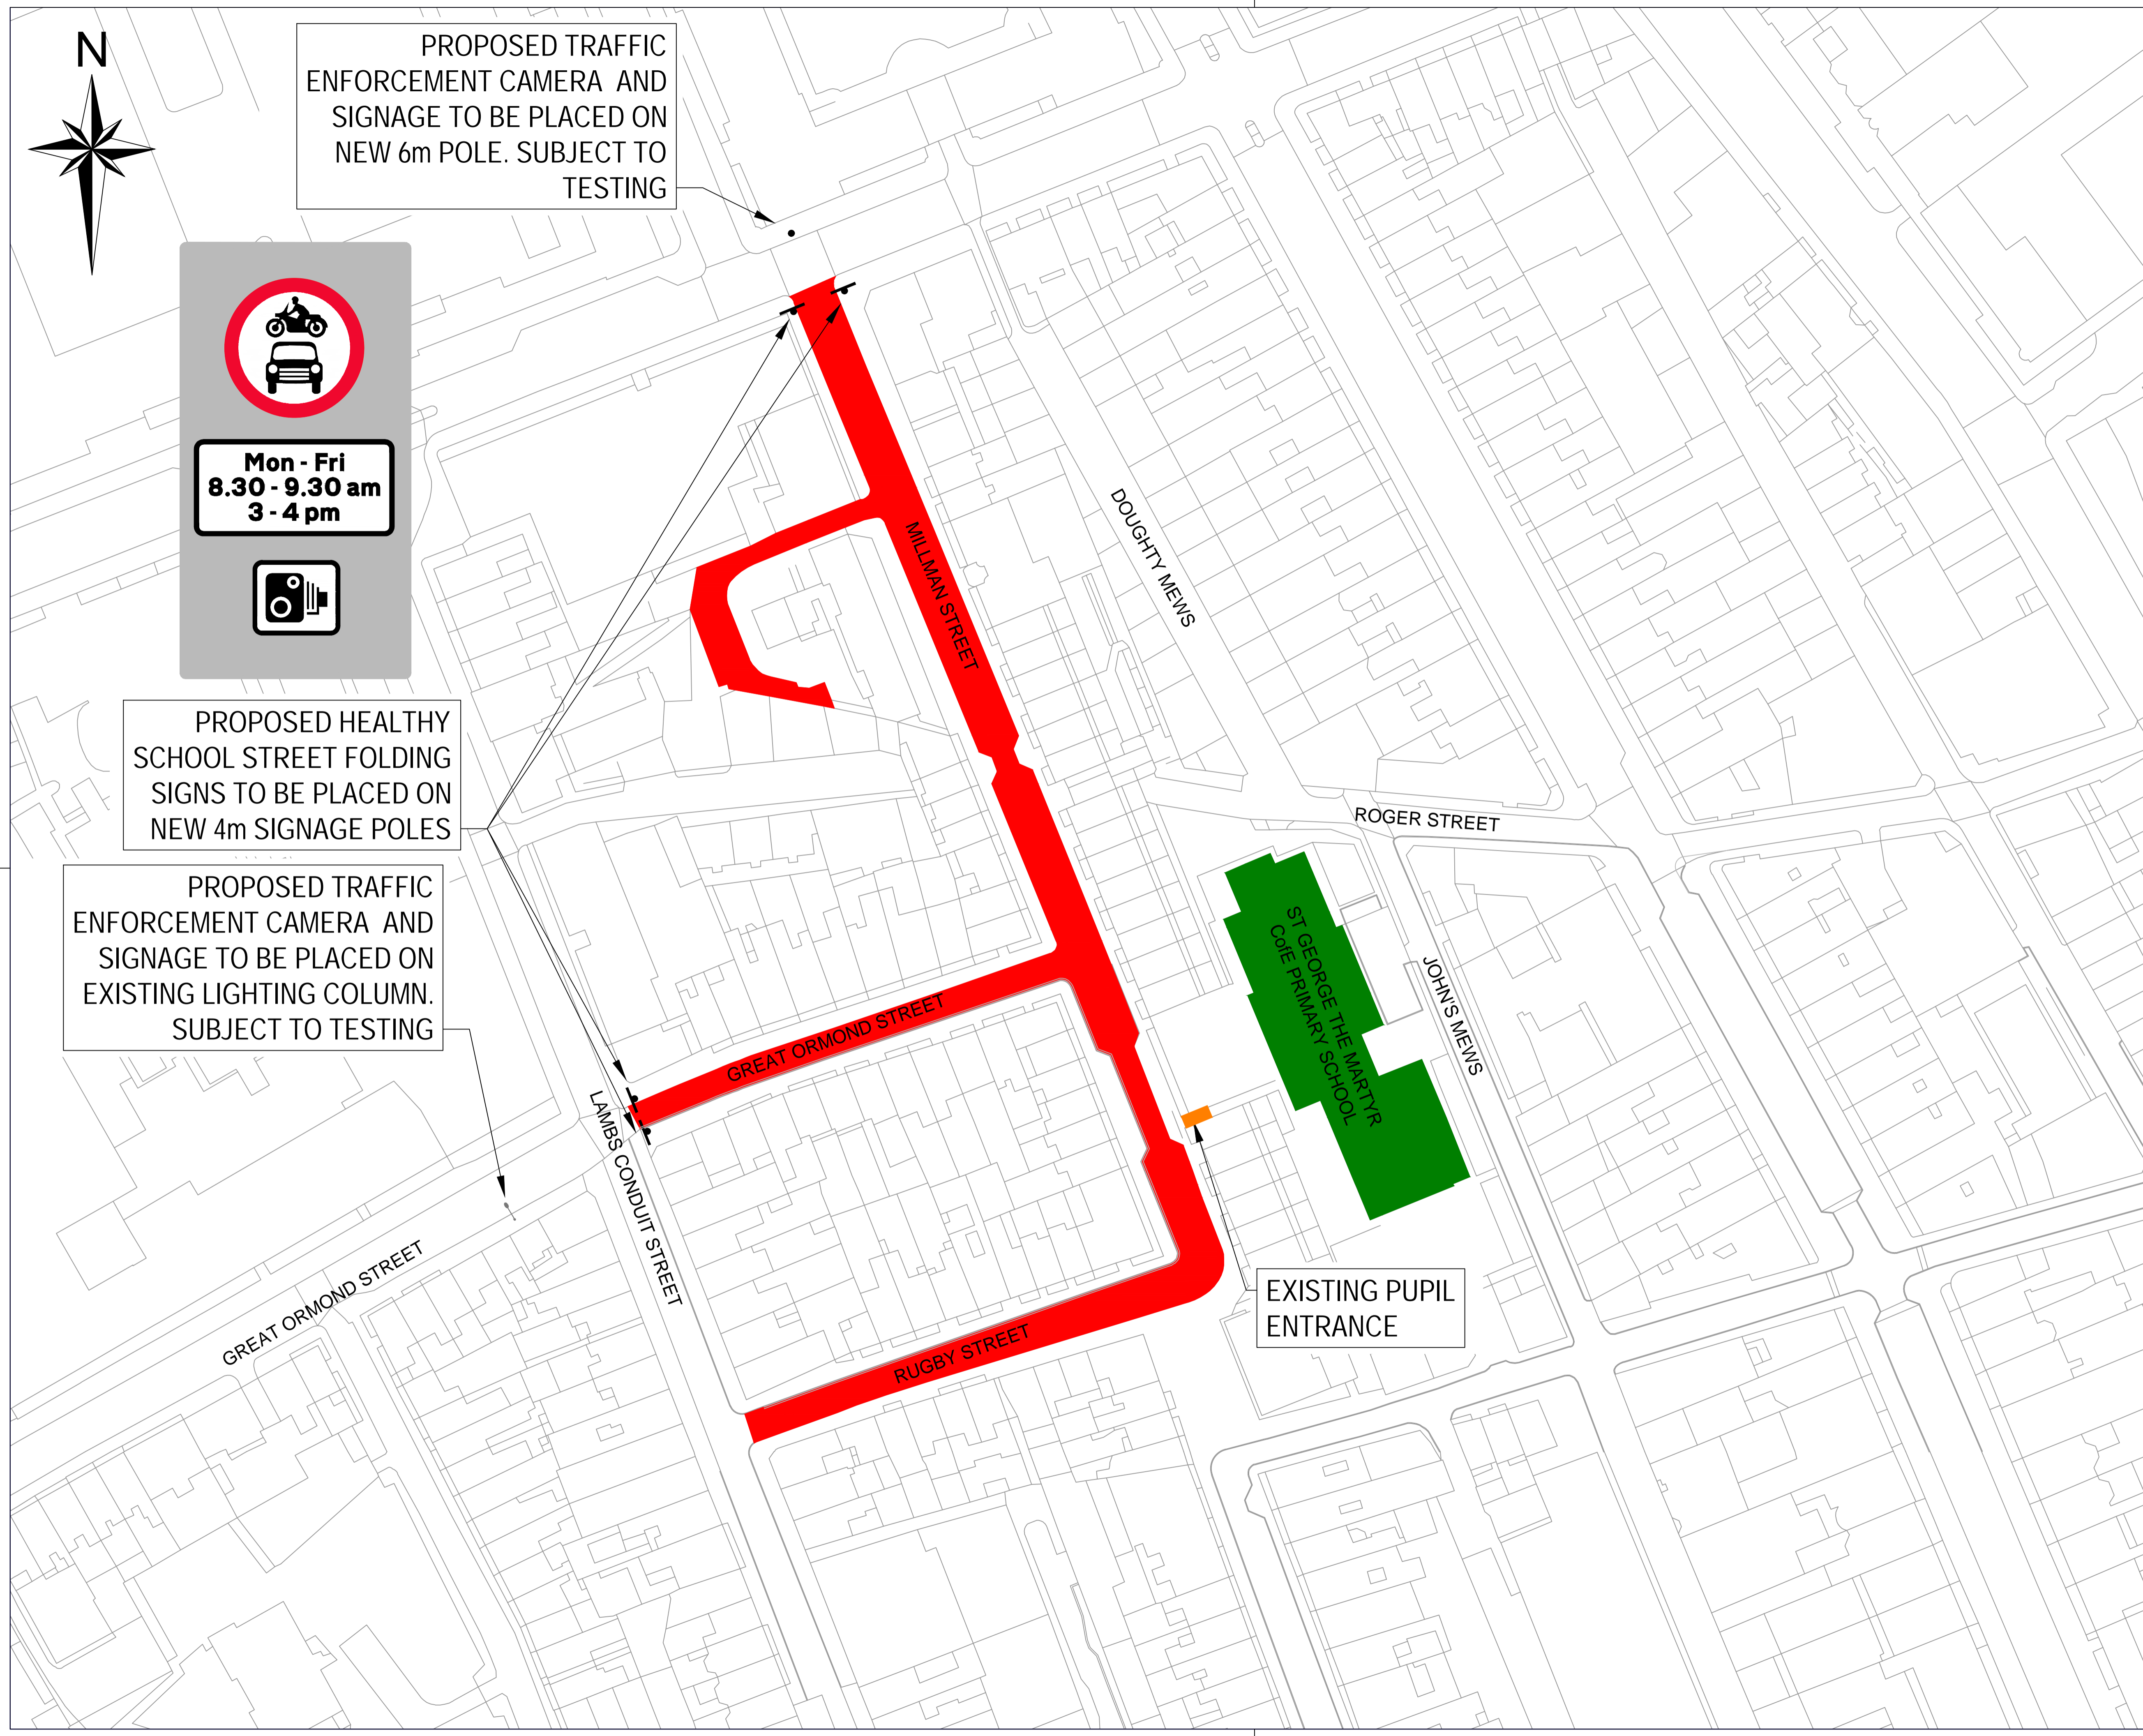 N
PROPOSED TRAFFIC
ENFORCEMENT CAMERA AND
SIGNAGE TO BE PLACED ON
NEW 6m POLE. SUBJECT TO
TESTING
Mon - Fri
8.30 - 9.30 am
3 - 4 pm
PROPOSED HEALTHY
SCHOOL STREET FOLDING
SIGNS TO BE PLACED ON
NEW 4m SIGNAGE POLES
PROPOSED TRAFFIC
ENFORCEMENT CAMERA AND
SIGNAGE TO BE PLACED ON
EXISTING LIGHTING COLUMN.
SUBJECT TO TESTING
MILLMAN STREET
DOUGHTY MEWS
ROGER STREET
ST GEORGE THE MARTYR
CofE PRIMARY SCHOOL
JOHN'S MEWS
GREAT ORMOND STREET
LAMBS CONDUIT STREET
GREAT ORMOND STREET
RUGBY STREET
EXISTING PUPIL
ENTRANCE